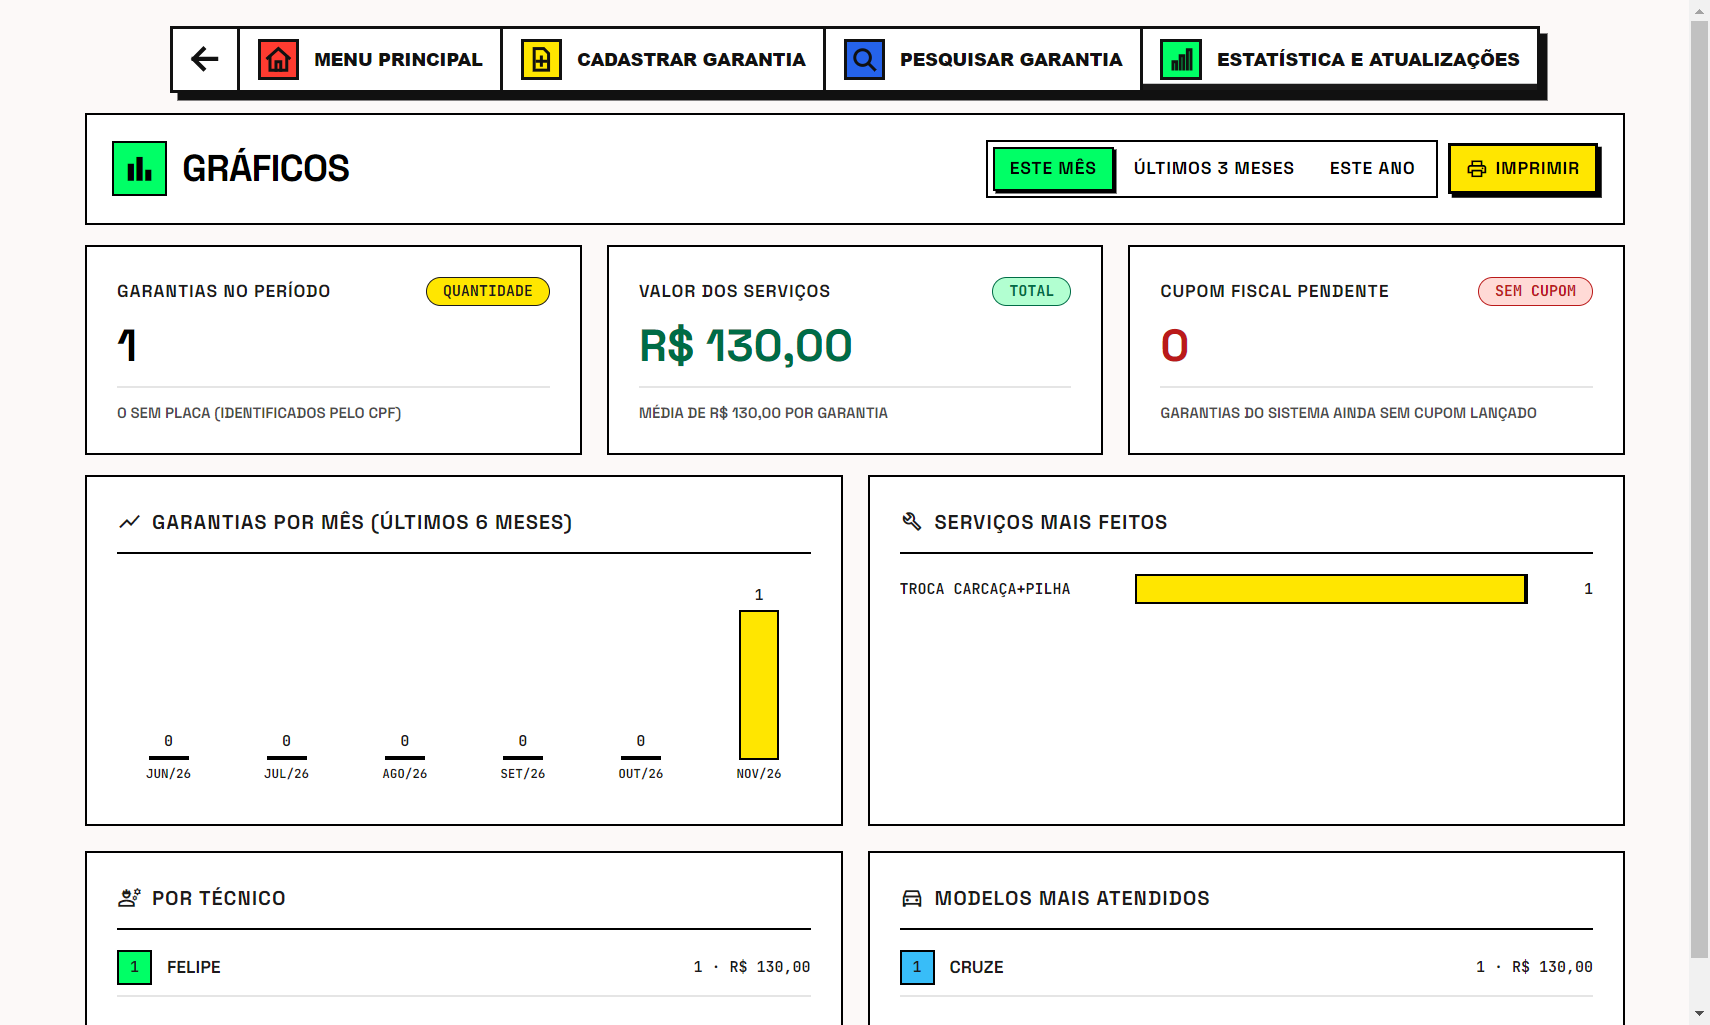 MENU PRINCIPAL
CADASTRAR GARANTIA
PESQUISAR GARANTIA
ESTATÍSTICA E ATUALIZAÇÕES
GRÁFICOS
ESTE MÊS
ÚLTIMOS 3 MESES
ESTE ANO
IMPRIMIR
GARANTIAS NO PERÍODO
QUANTIDADE
1
0 SEM PLACA (IDENTIFICADOS PELO CPF)
VALOR DOS SERVIÇOS
TOTAL
R$ 130,00
MÉDIA DE R$ 130,00 POR GARANTIA
CUPOM FISCAL PENDENTE
SEM CUPOM
0
GARANTIAS DO SISTEMA AINDA SEM CUPOM LANÇADO
GARANTIAS POR MÊS (ÚLTIMOS 6 MESES)
0
JUN/26
0
JUL/26
0
AGO/26
0
SET/26
0
OUT/26
1
NOV/26
SERVIÇOS MAIS FEITOS
TROCA CARCAÇA+PILHA
1
POR TÉCNICO
1
FELIPE
1 · R$ 130,00
MODELOS MAIS ATENDIDOS
1
CRUZE
1 · R$ 130,00